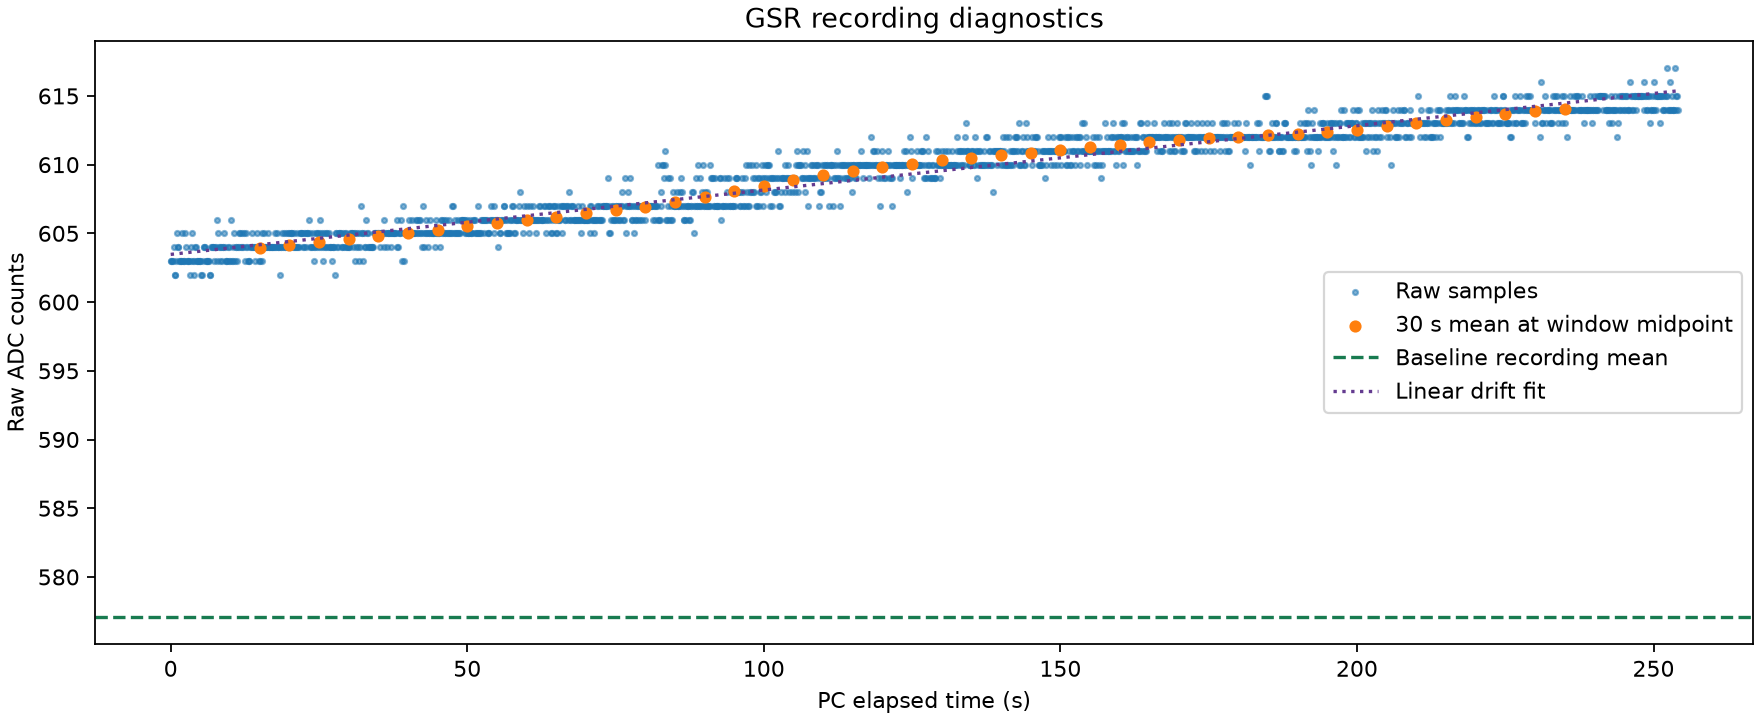 GSR recording diagnostics
Raw ADC counts
615
610
605
600
595
590
585
580
Raw samples
30 s mean at window midpoint
Baseline recording mean
Linear drift fit
0
50
100
150
200
250
PC elapsed time (s)